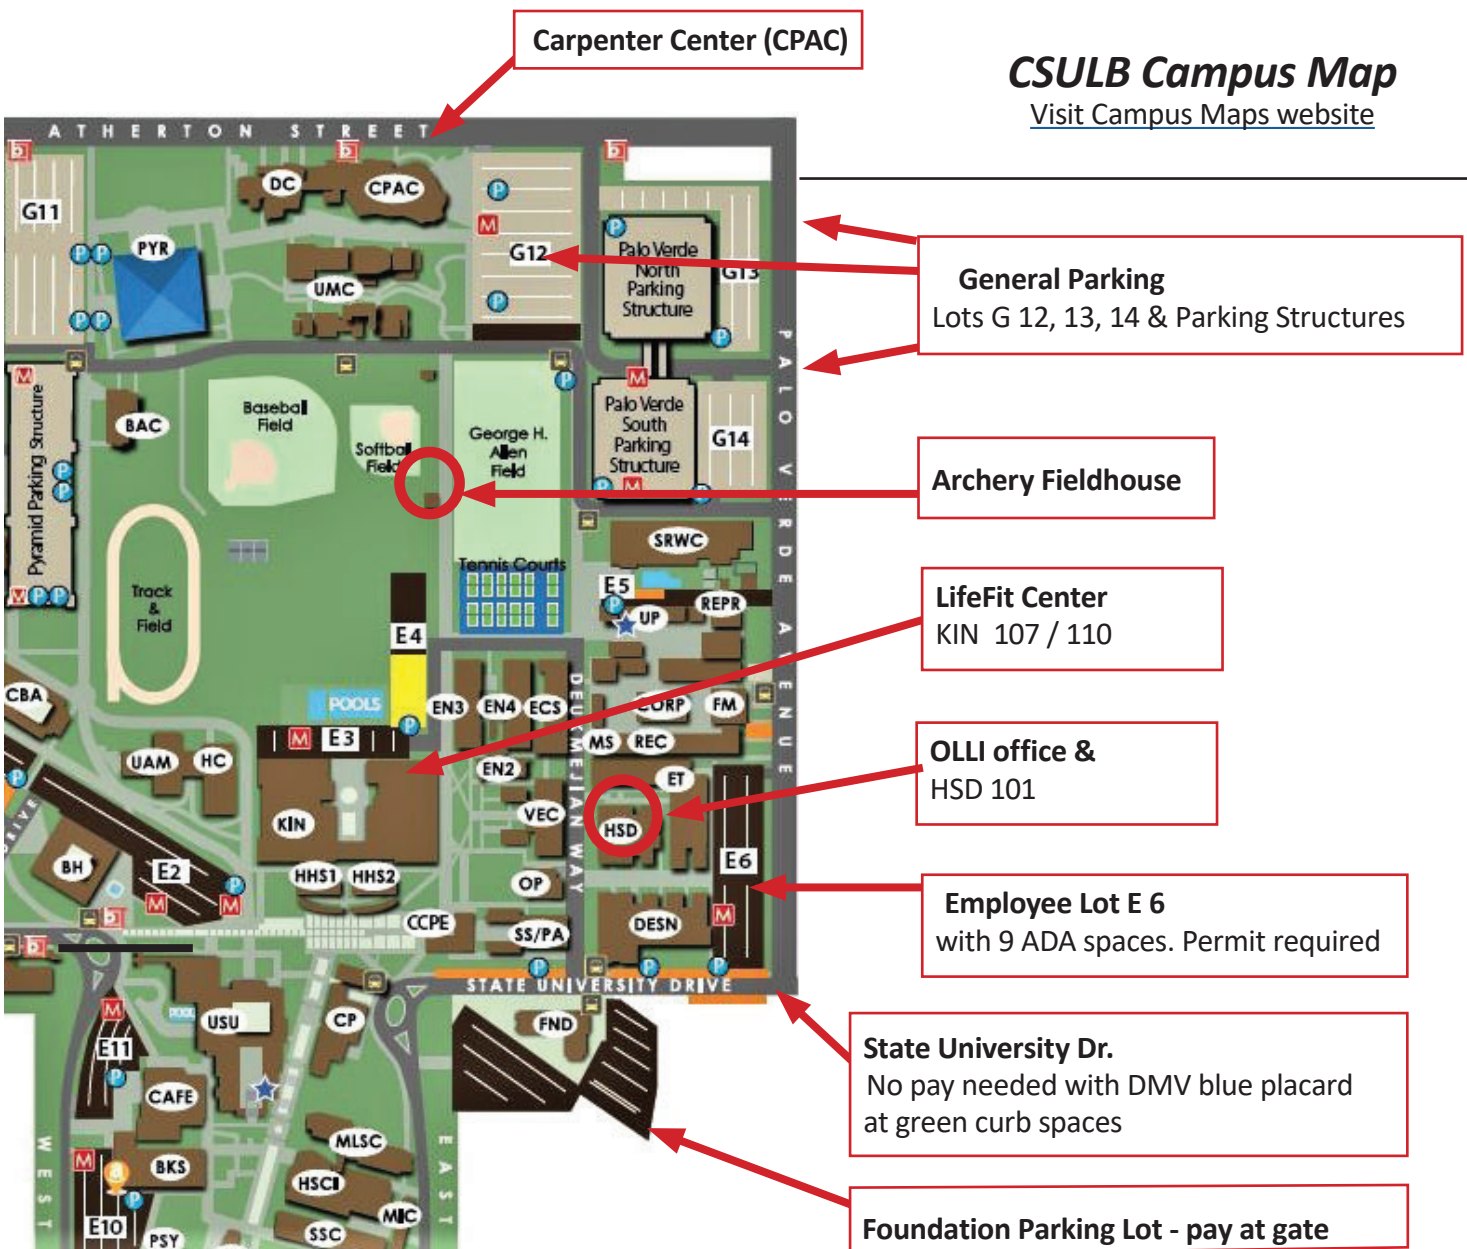 Carpenter Center (CPAC)
CSULB Campus Map
Visit Campus Maps website
ATHERTON STREET
b
b
b
G11
DC
CPAC
P
M
G12
P
P
Palo Verde
North
Parking
Structure
G13
P
PYR
P P
P P
UMC
General Parking
Lots G 12, 13, 14 & Parking Structures
PALO VERDE AVENUE
M
Pyramid Parking Structure
P
P
M P P
BAC
Baseball
Field
Softball
Field
George H.
Allen
Field
P
M
Palo Verde
South
Parking
Structure
P
M
P
G14
Archery Fieldhouse
Track
&
Field
Tennis Courts
SRWC
E5
P
UP
REPR
LifeFit Center
KIN 107 / 110
E4
CBA
POOLS
P
EN3
EN4
ECS
DEUKMEJIAN WAY
CORP
FM
MS
REC
M
E3
UAM
HC
EN2
ET
OLLI office &
HSD 101
P
DRIVE
KIN
VEC
HSD
E6
BH
E2
P
M
M
HHS1
HHS2
OP
Employee Lot E 6
with 9 ADA spaces. Permit required
b
b
CCPE
SS/PA
DESN
M
P
P
P
STATE UNIVERSITY DRIVE
M
E11
P
POOL
USU
CP
FND
State University Dr.
No pay needed with DMV blue placard
at green curb spaces
CAFE
WEST
EAST
M
BKS
a
P
E10
PSY
MLSC
HSCI
MIC
SSC
Foundation Parking Lot - pay at gate